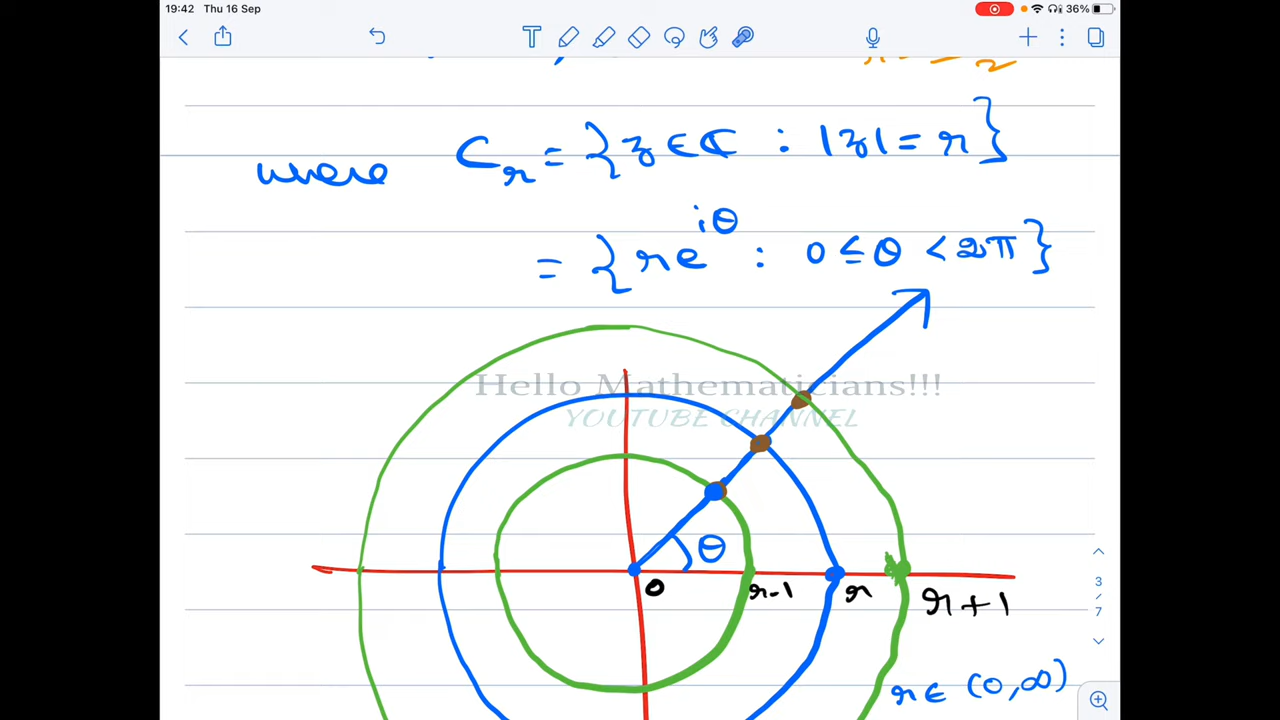 19:42 Thu 16 Sep
36%
where C_r = {z ∈ ℂ : |z| = r}
= {re^{iθ} : 0 ≤ θ < 2π}
Hello Mathematicians!!!
YOUTUBE CHANNEL
θ
0 r-1 r r+1
3/7
r ∈ (0, ∞)